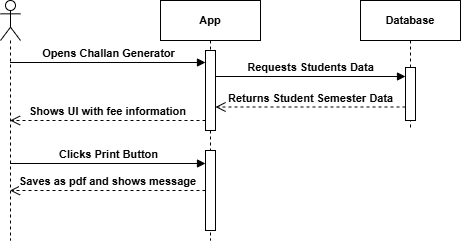 App
Database
Opens Challan Generator
Requests Students Data
Returns Student Semester Data
Shows UI with fee information
Clicks Print Button
Saves as pdf and shows message